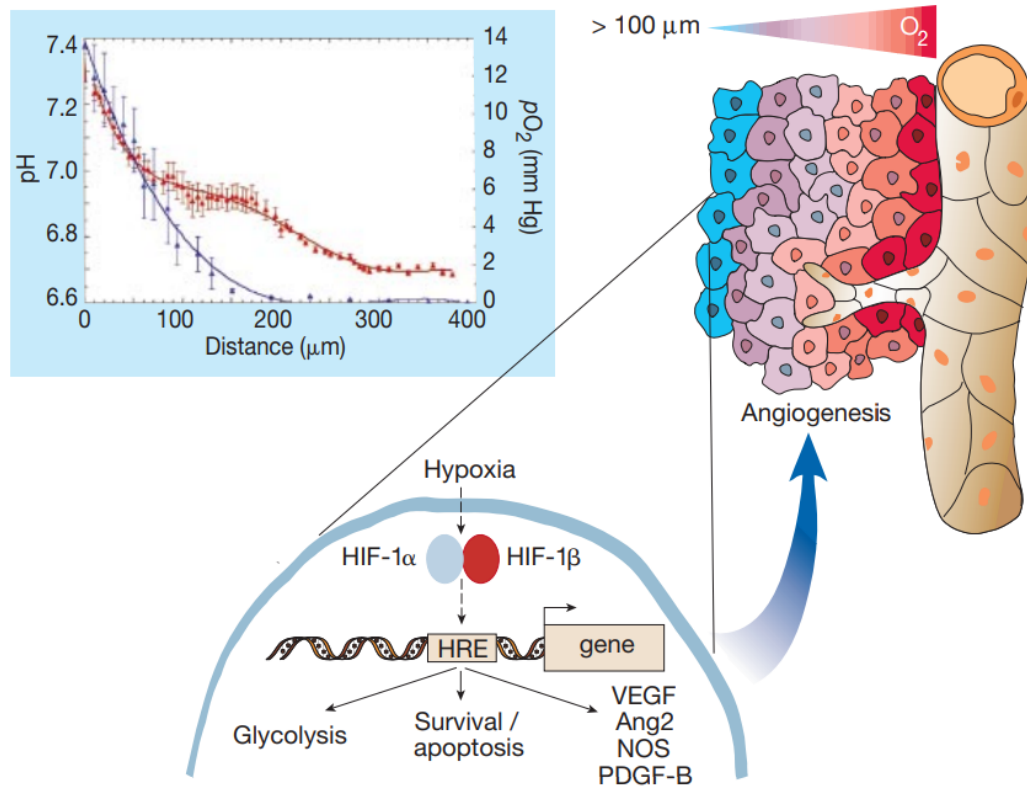 7.4
7.2
7.0
6.8
6.6
pH
14
12
10
8
6
4
2
0
pO2 (mm Hg)
0
100
200
300
400
Distance (μm)
> 100 μm
O2
Angiogenesis
Hypoxia
HIF-1α
HIF-1β
HRE
gene
Glycolysis
Survival /
apoptosis
VEGF
Ang2
NOS
PDGF-B